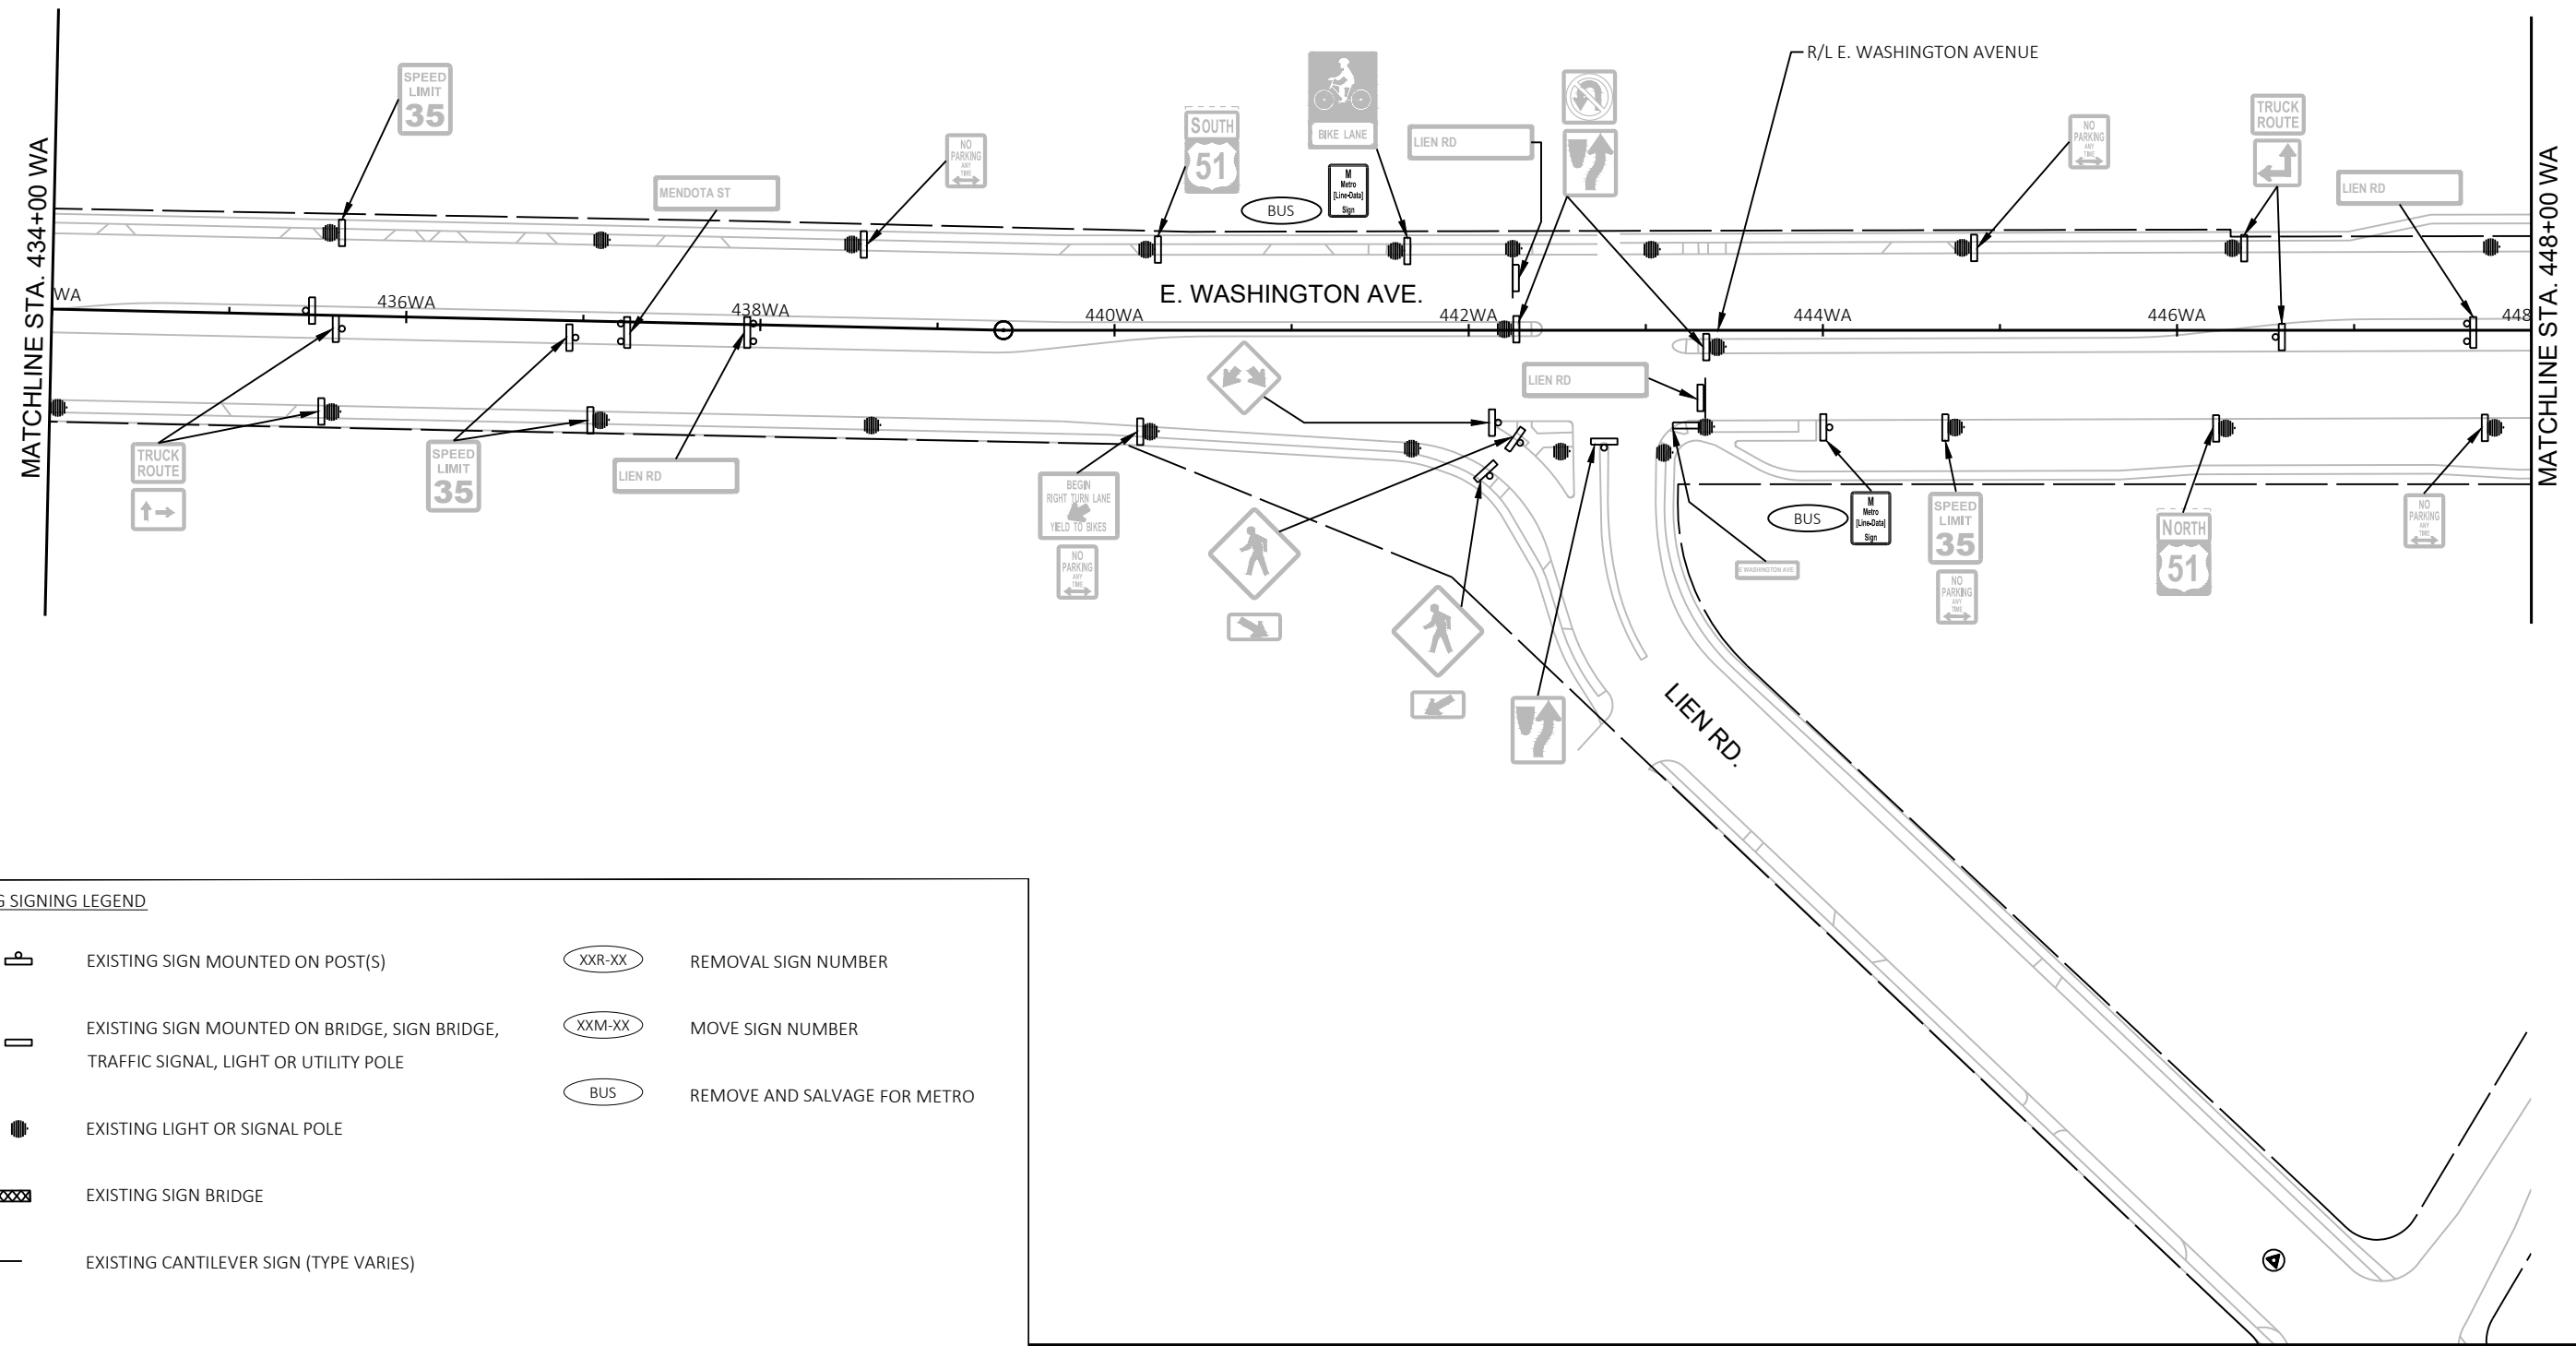 R/L E. WASHINGTON AVENUE
SPEED
LIMIT
35
SOUTH
51
BIKE LANE
LIEN RD
TRUCK
ROUTE
NO
PARKING
ANY
TIME
NO
PARKING
ANY
TIME
MENDOTA ST
BUS
M
Metro
[Line-Data]
Sign
LIEN RD
MATCHLINE STA. 434+00 WA
MATCHLINE STA. 448+00 WA
WA
436WA
438WA
440WA
442WA
444WA
446WA
448
E. WASHINGTON AVE.
LIEN RD
TRUCK
ROUTE
SPEED
LIMIT
35
LIEN RD
BEGIN
RIGHT TURN LANE
YIELD TO BIKES
NO
PARKING
ANY
TIME
BUS
M
Metro
[Line-Data]
Sign
E WASHINGTON AVE
SPEED
LIMIT
35
NO
PARKING
ANY
TIME
NORTH
51
NO
PARKING
ANY
TIME
LIEN RD.
G SIGNING LEGEND
EXISTING SIGN MOUNTED ON POST(S)
EXISTING SIGN MOUNTED ON BRIDGE, SIGN BRIDGE,
TRAFFIC SIGNAL, LIGHT OR UTILITY POLE
EXISTING LIGHT OR SIGNAL POLE
EXISTING SIGN BRIDGE
EXISTING CANTILEVER SIGN (TYPE VARIES)
XXR-XX REMOVAL SIGN NUMBER
XXM-XX MOVE SIGN NUMBER
BUS REMOVE AND SALVAGE FOR METRO